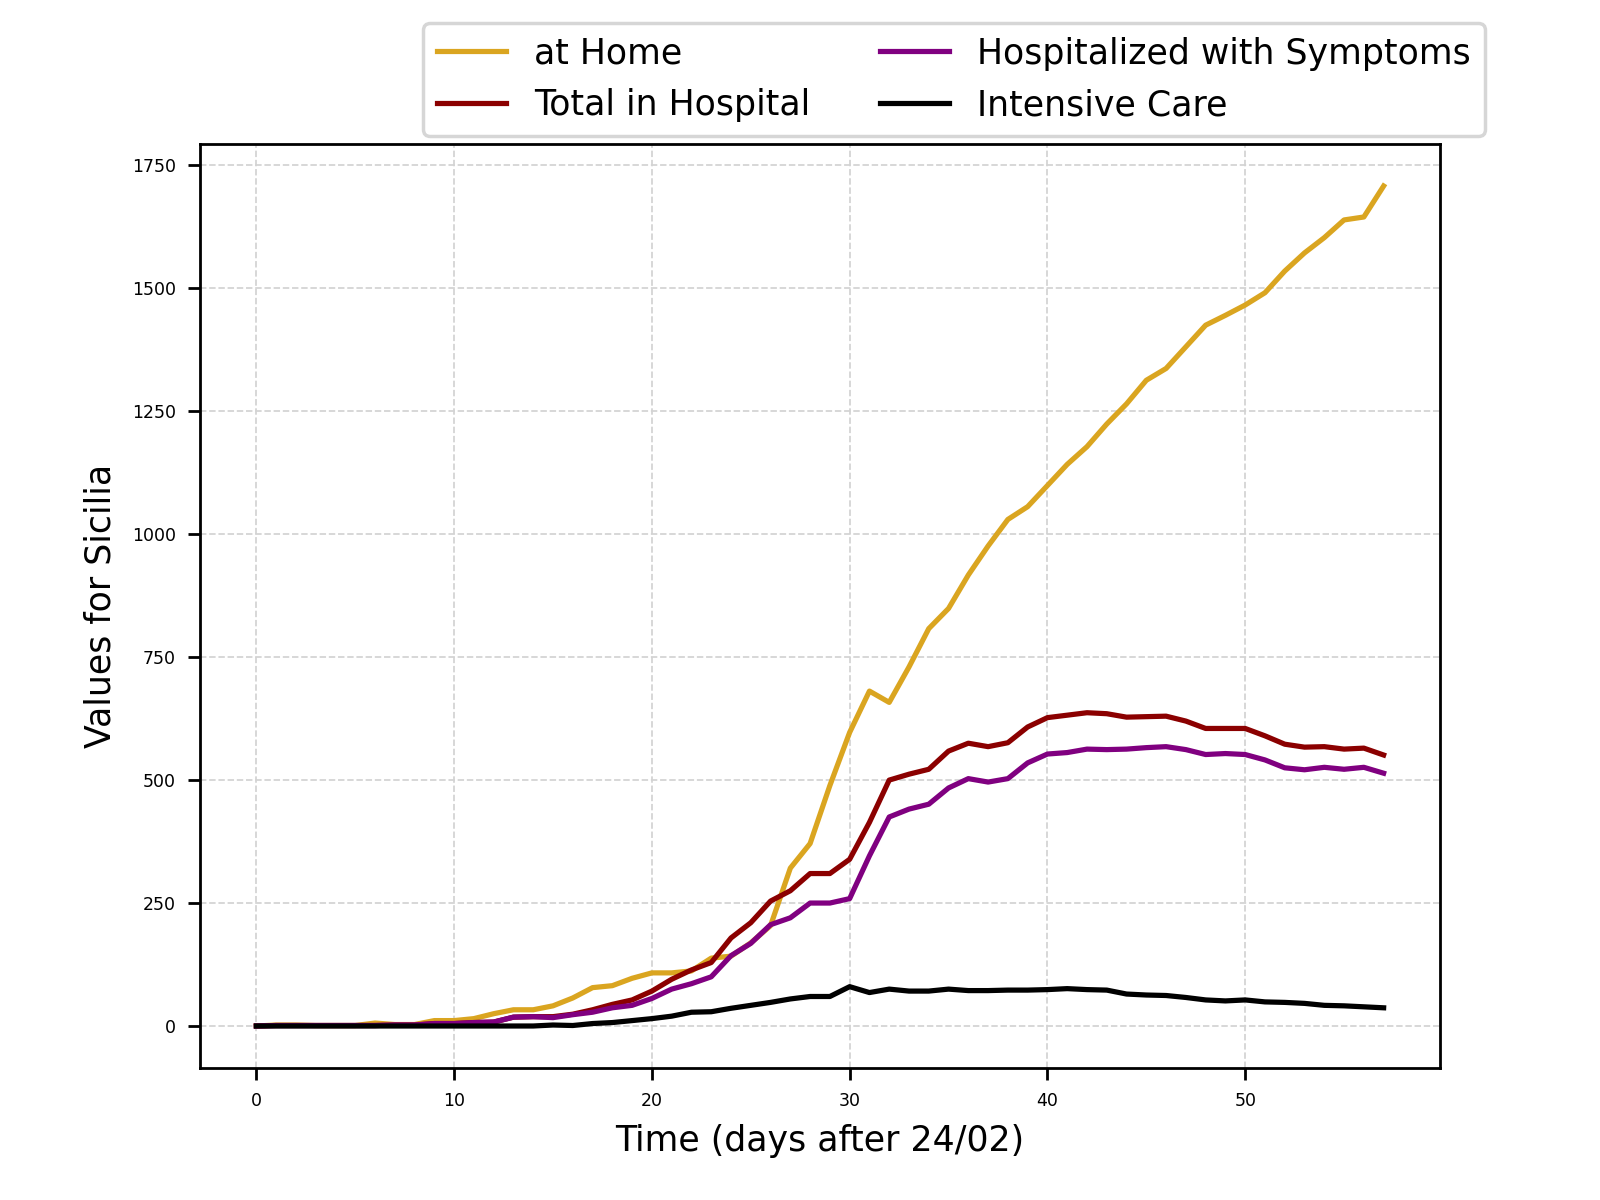 at Home
Total in Hospital
Hospitalized with Symptoms
Intensive Care
1750
1500
1250
1000
750
500
250
0
Values for Sicilia
0 10 20 30 40 50
Time (days after 24/02)